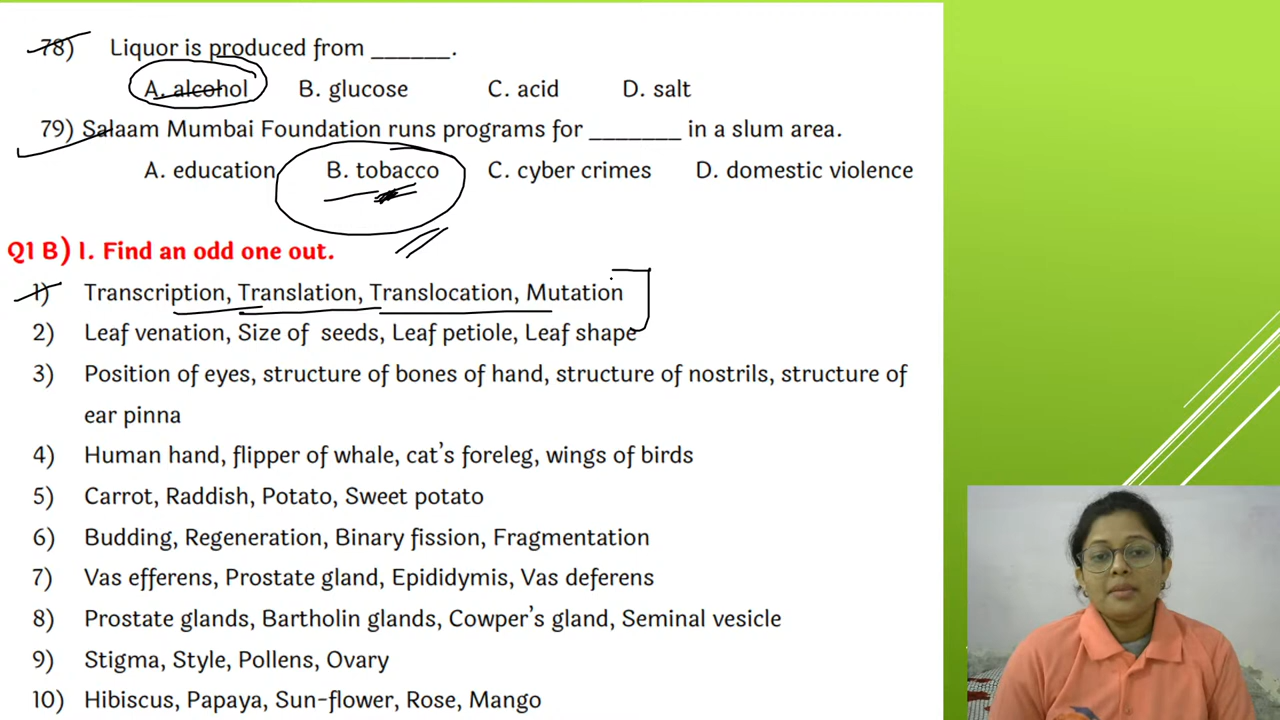 78) Liquor is produced from ______.
A. alcohol B. glucose C. acid D. salt
79) Salaam Mumbai Foundation runs programs for _______ in a slum area.
A. education B. tobacco C. cyber crimes D. domestic violence
Q1 B) I. Find an odd one out.
1) Transcription, Translation, Translocation, Mutation
2) Leaf venation, Size of seeds, Leaf petiole, Leaf shape
3) Position of eyes, structure of bones of hand, structure of nostrils, structure of
ear pinna
4) Human hand, flipper of whale, cat's foreleg, wings of birds
5) Carrot, Raddish, Potato, Sweet potato
6) Budding, Regeneration, Binary fission, Fragmentation
7) Vas efferens, Prostate gland, Epididymis, Vas deferens
8) Prostate glands, Bartholin glands, Cowper's gland, Seminal vesicle
9) Stigma, Style, Pollens, Ovary
10) Hibiscus, Papaya, Sun-flower, Rose, Mango